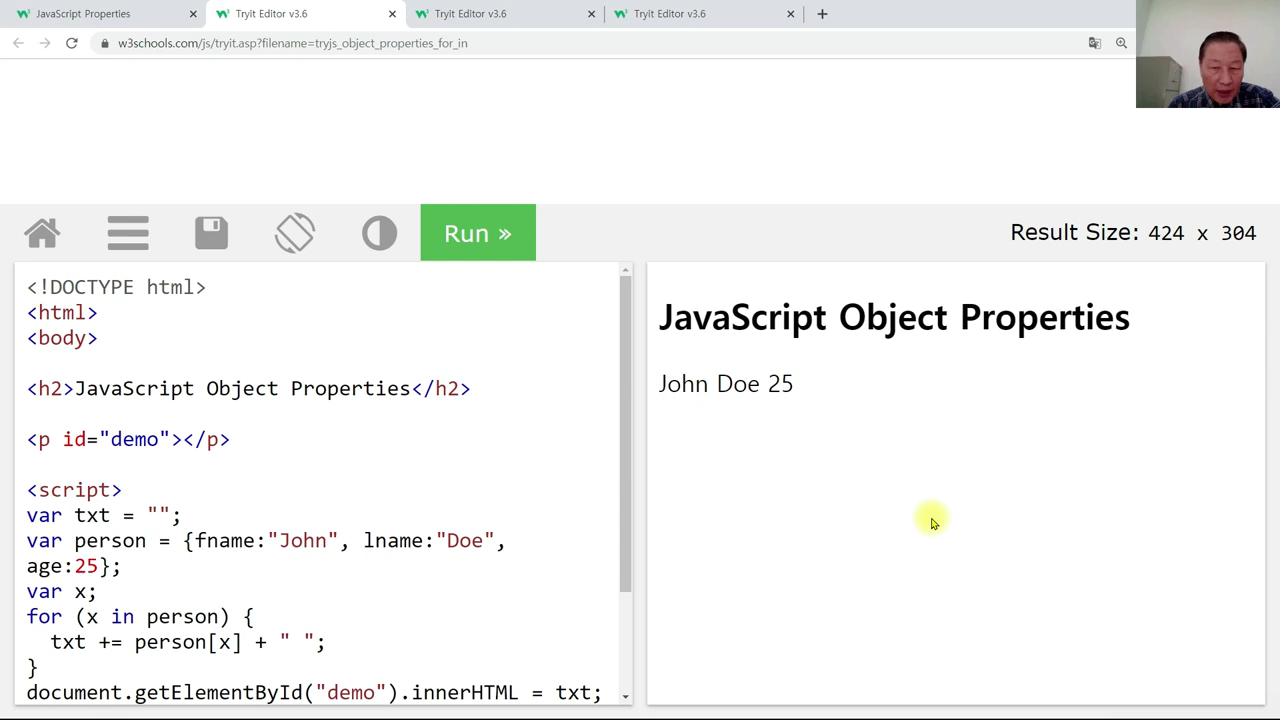 JavaScript Properties
Tryit Editor v3.6
Tryit Editor v3.6
Tryit Editor v3.6
w3schools.com/js/tryit.asp?filename=tryjs_object_properties_for_in
Run »
Result Size: 424 x 304
<!DOCTYPE html>
<html>
<body>
<h2>JavaScript Object Properties</h2>
<p id="demo"></p>
<script>
var txt = "";
var person = {fname:"John", lname:"Doe",
age:25};
var x;
for (x in person) {
txt += person[x] + " ";
}
document.getElementById("demo").innerHTML = txt;
JavaScript Object Properties
John Doe 25